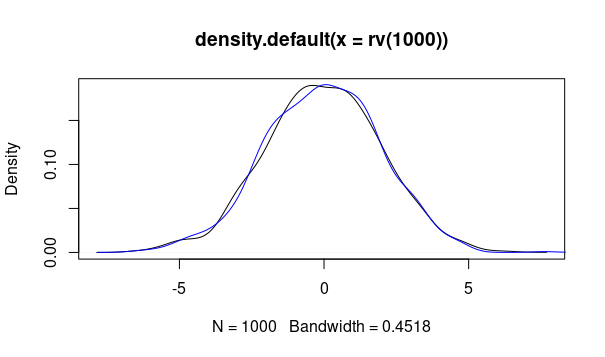 density.default(x = rv(1000))
Density
0.10
0.00
-5 0 5
N = 1000 Bandwidth = 0.4518